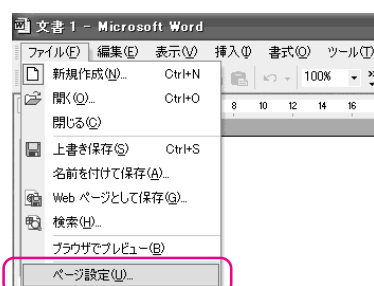 文書 1 - Microsoft Word
ファイル(F) 編集(E) 表示(V) 挿入(I) 書式(O) ツール(T)
新規作成(N)... Ctrl+N
100%
開く(O)... Ctrl+O
8 10 12 14 16
閉じる(C)
上書き保存(S) Ctrl+S
名前を付けて保存(A)...
Web ページとして保存(G)...
検索(H)...
ブラウザでプレビュー(B)
ページ設定(U)...